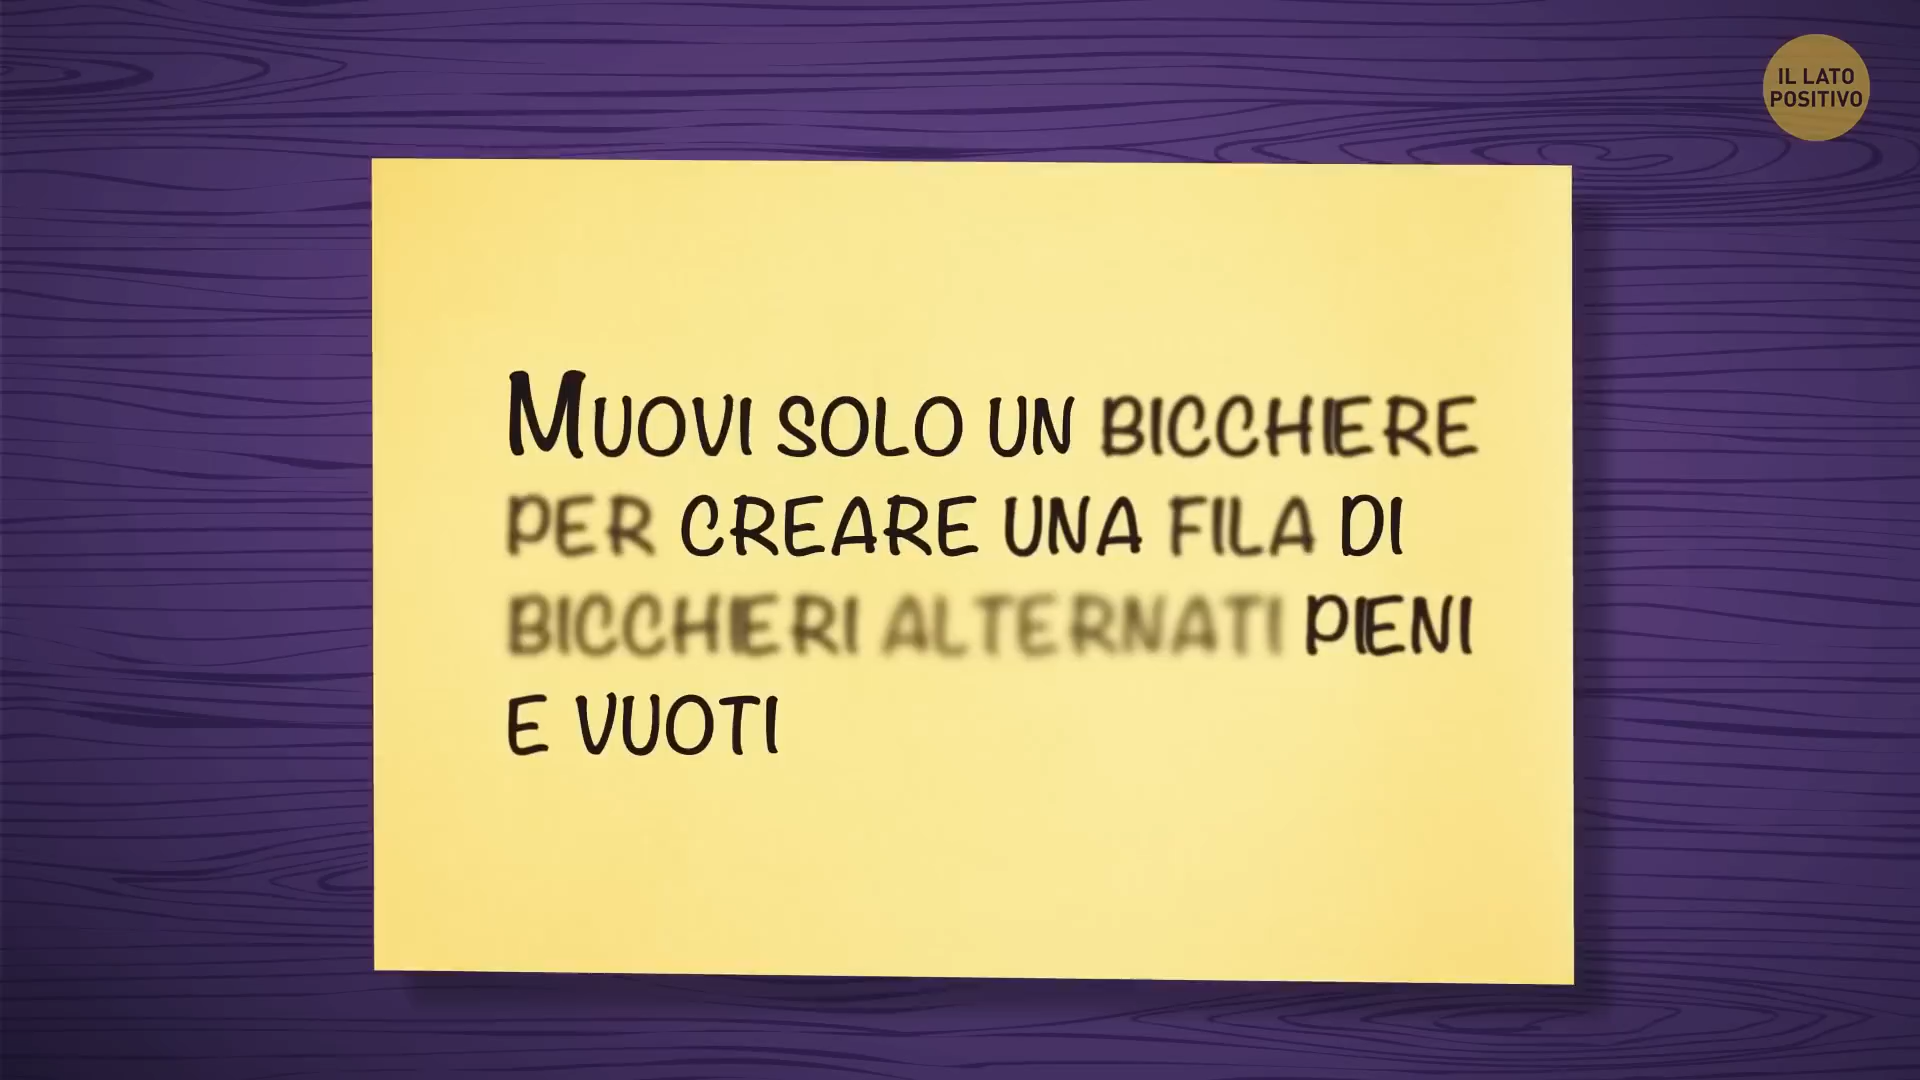 IL LATO
POSITIVO
MUOVI SOLO UN BICCHIERE
PER CREARE UNA FILA DI
BICCHIERI ALTERNATI PIENI
E VUOTI